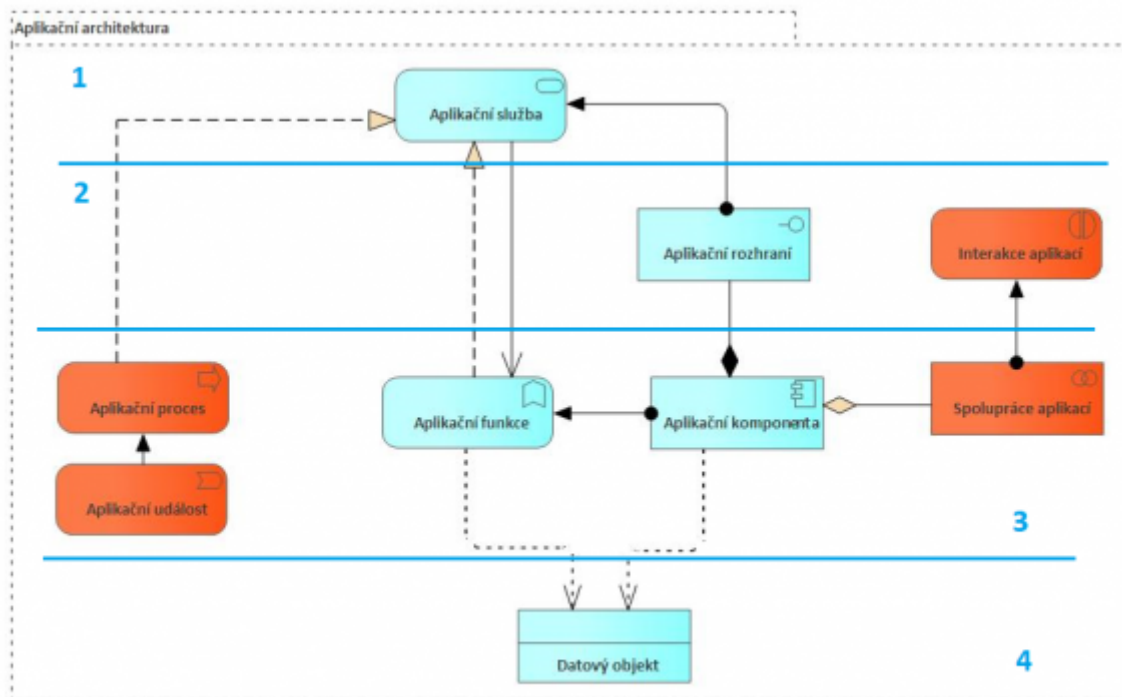 Aplikační architektura
1
Aplikační služba
2
Aplikační rozhraní
Interakce aplikací
Aplikační proces
Aplikační funkce
Aplikační komponenta
Spolupráce aplikací
Aplikační událost
3
Datový objekt
4